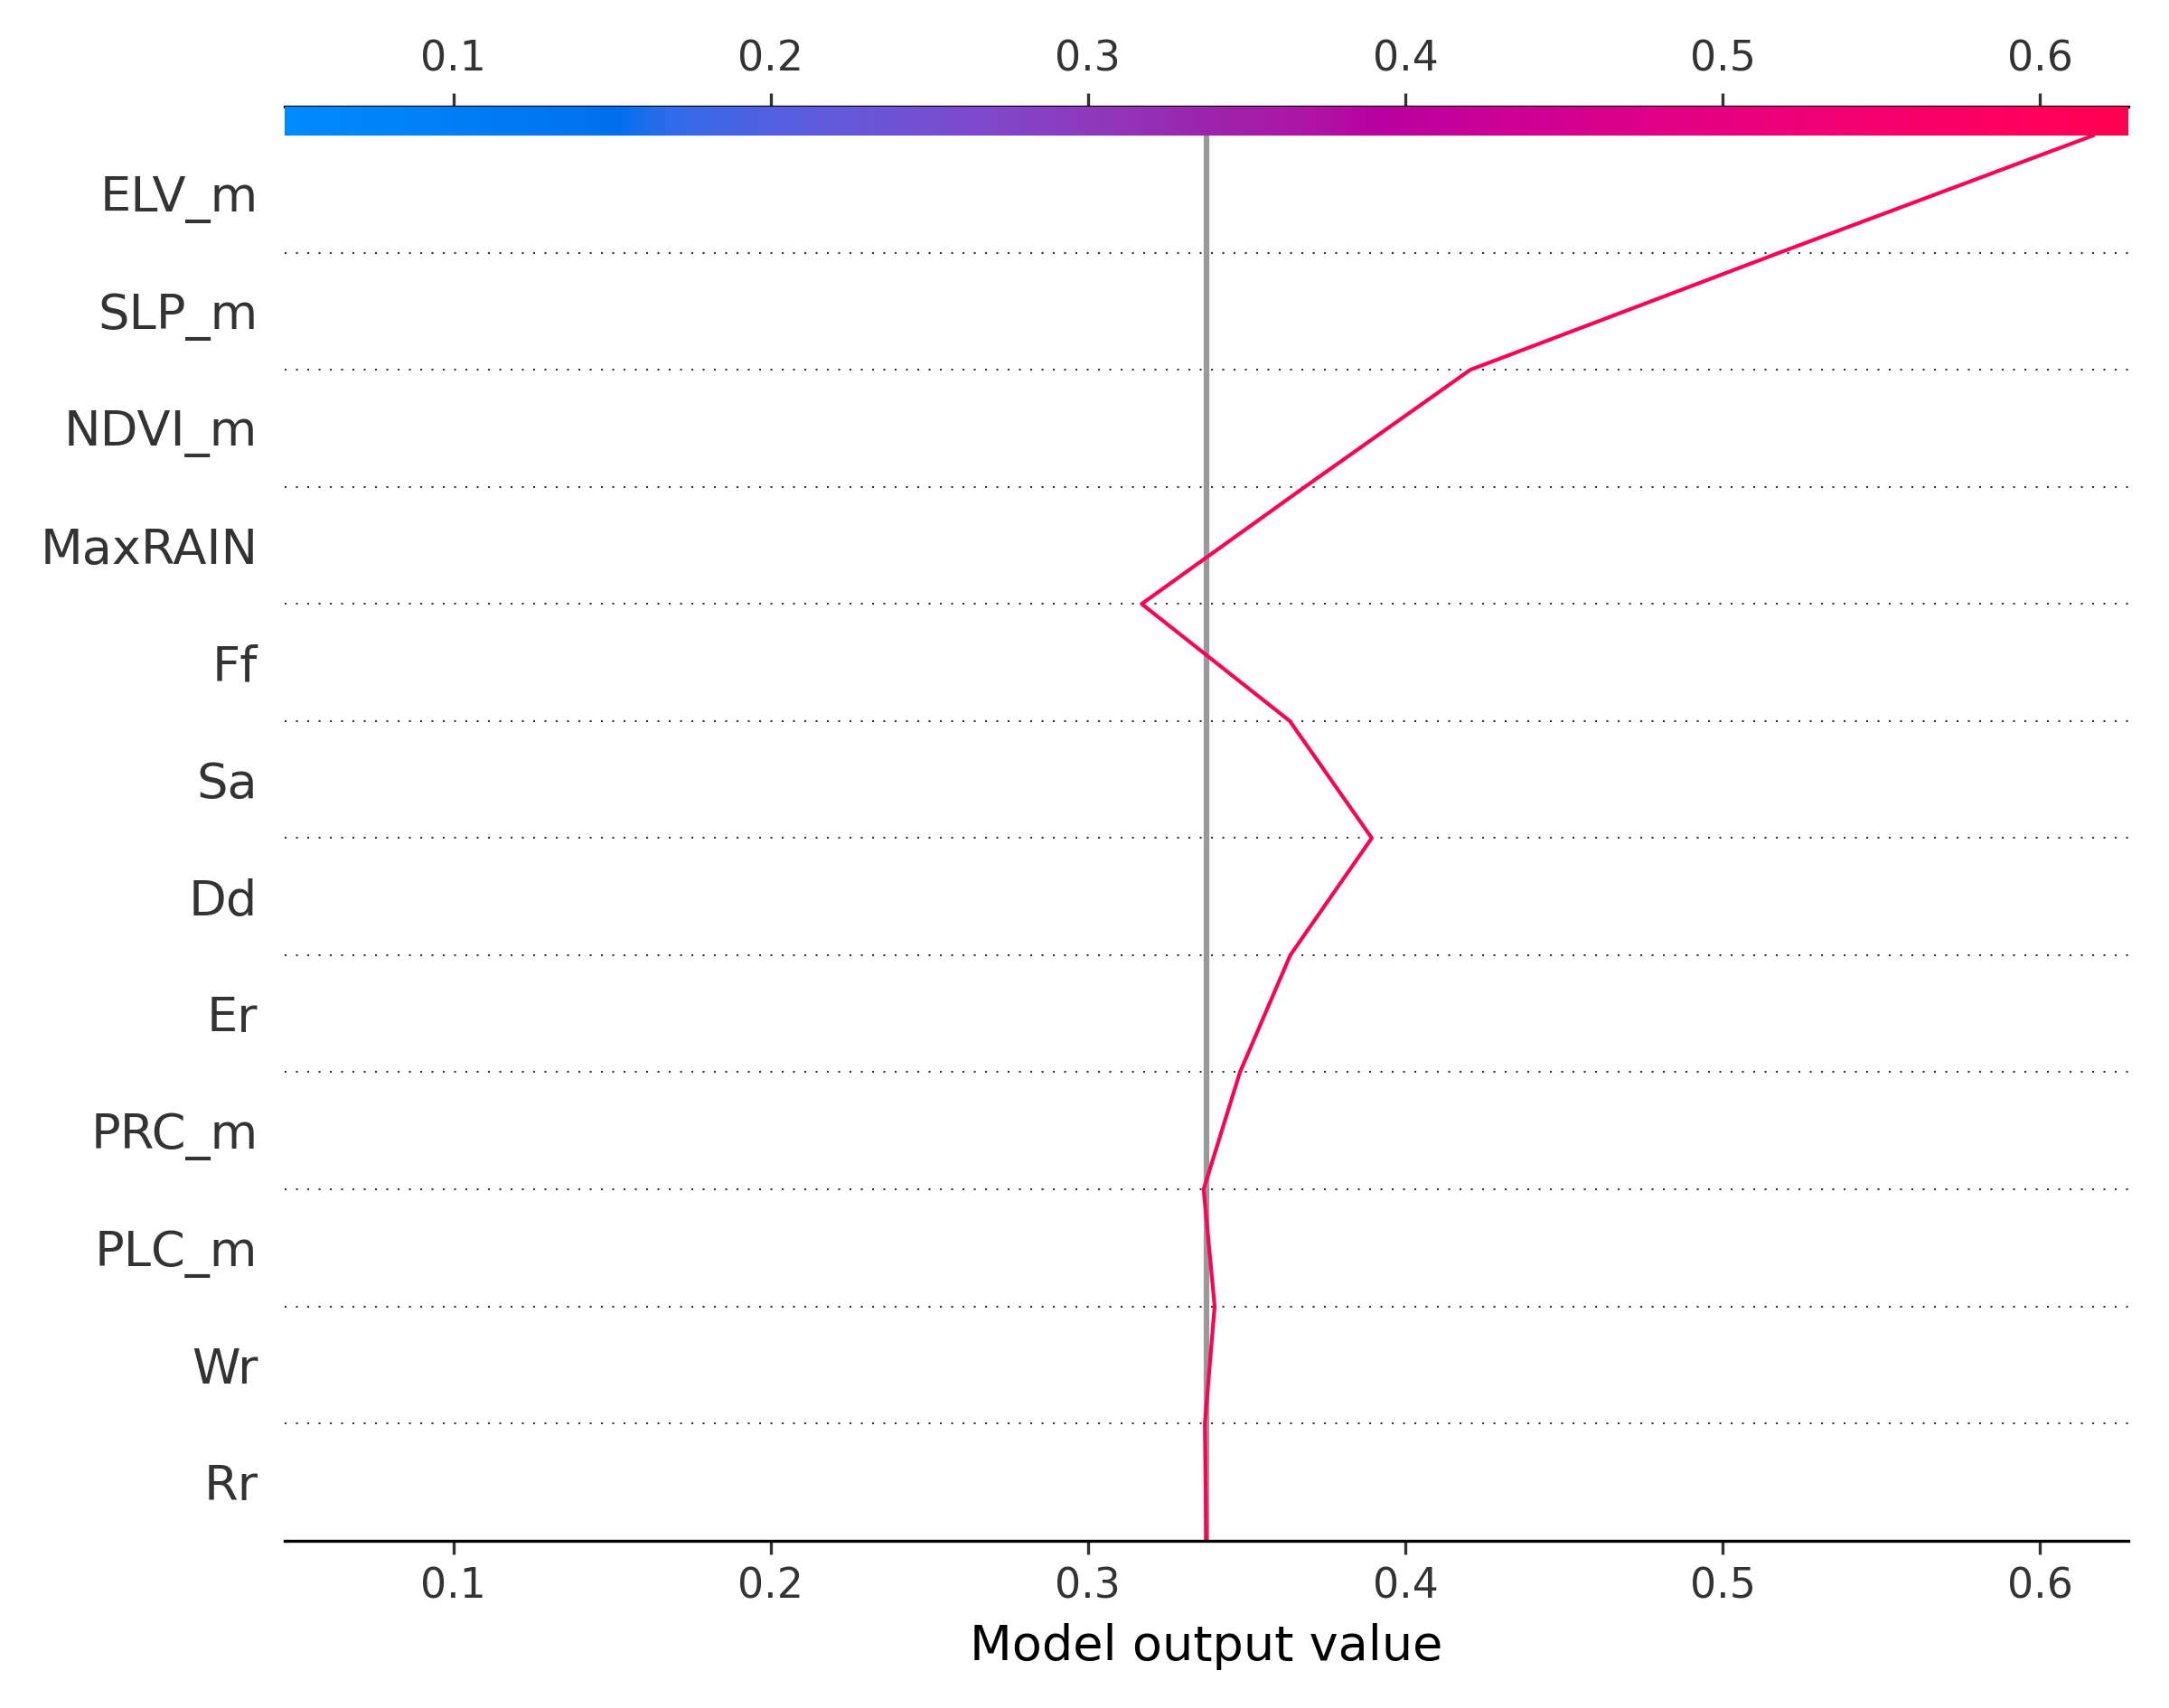 0.1 0.2 0.3 0.4 0.5 0.6
ELV_m
SLP_m
NDVI_m
MaxRAIN
Ff
Sa
Dd
Er
PRC_m
PLC_m
Wr
Rr
0.1 0.2 0.3 0.4 0.5 0.6
Model output value